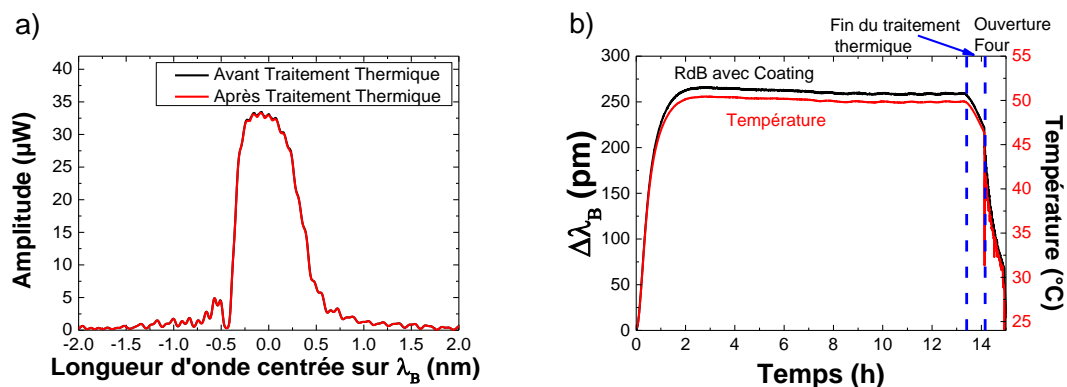 a)
Avant Traitement Thermique
Après Traitement Thermique
Amplitude (µW)
40
35
30
25
20
15
10
5
0
-2.0 -1.5 -1.0 -0.5 0.0 0.5 1.0 1.5 2.0
Longueur d'onde centrée sur λB (nm)
b)
Fin du traitement
thermique
Ouverture
Four
RdB avec Coating
Température
ΔλB (pm)
300
250
200
150
100
50
0
0 2 4 6 8 10 12 14
Temps (h)
55
50
45
40
35
30
25
Température (°C)